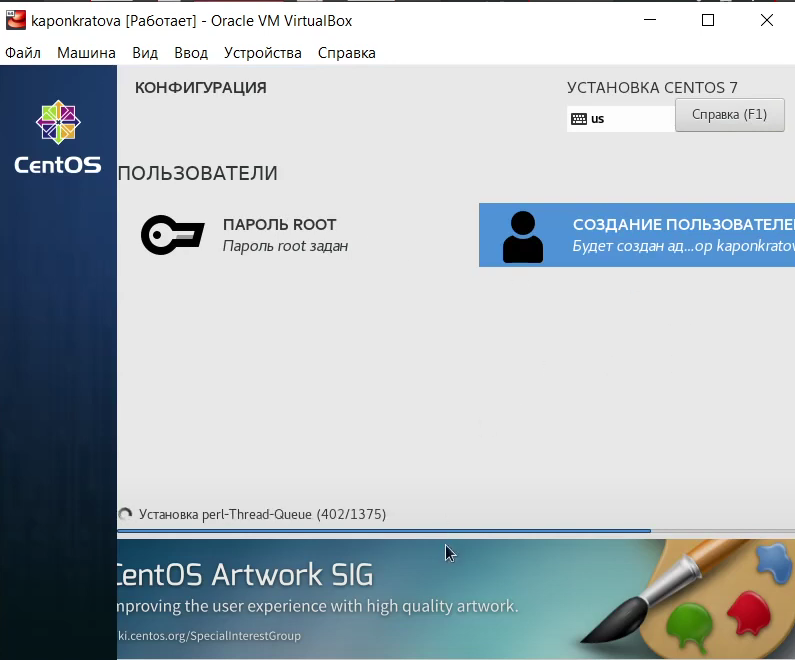 kaponkratova [Работает] - Oracle VM VirtualBox
Файл Машина Вид Ввод Устройства Справка
КОНФИГУРАЦИЯ
УСТАНОВКА CENTOS 7
us
Справка (F1)
CentOS
ПОЛЬЗОВАТЕЛИ
ПАРОЛЬ ROOT
Пароль root задан
СОЗДАНИЕ ПОЛЬЗОВАТЕЛЕ
Будет создан ад...ор kaponkratov
Установка perl-Thread-Queue (402/1375)
CentOS Artwork SIG
mproving the user experience with high quality artwork.
ki.centos.org/SpecialInterestGroup